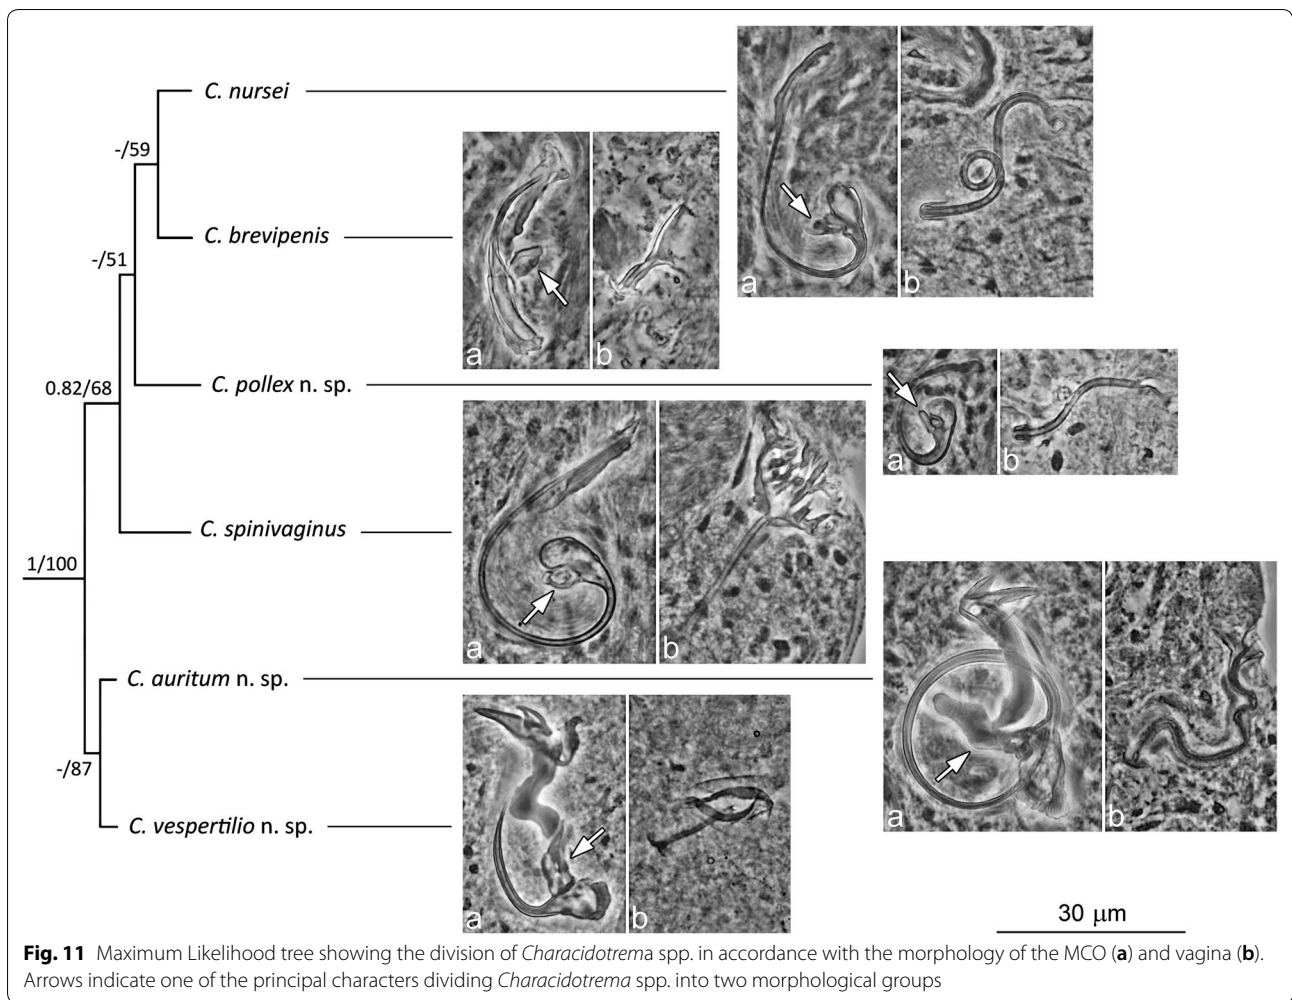 C. nursei
-/59
C. brevipenis
-/51
a b
a b
C. pollex n. sp.
0.82/68
a b
C. spinivaginus
1/100
a b
C. auritum n. sp.
-/87
C. vespertilio n. sp.
a b
a b
30 µm
Fig. 11 Maximum Likelihood tree showing the division of Characidotrema spp. in accordance with the morphology of the MCO (a) and vagina (b).
Arrows indicate one of the principal characters dividing Characidotrema spp. into two morphological groups